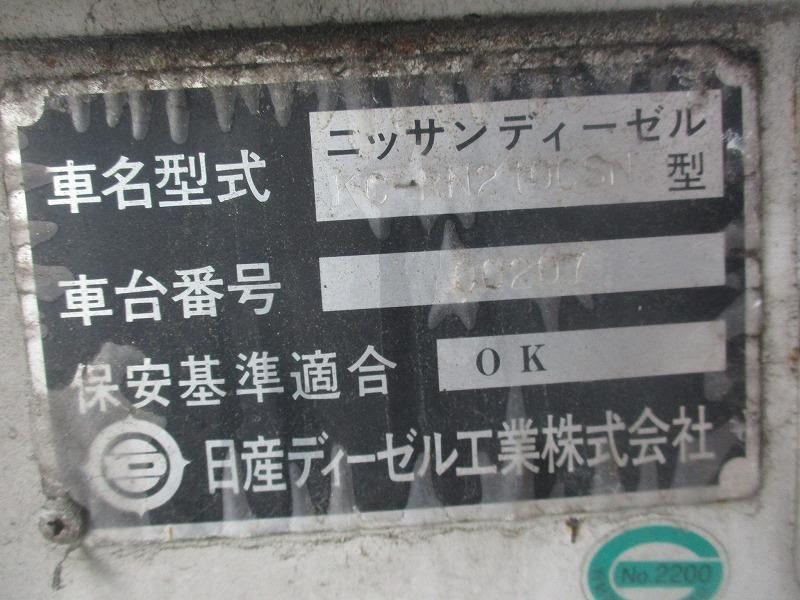 車名型式 ニッサンディーゼル
型
車台番号 00207
保安基準適合 OK
日産ディーゼル工業株式会社
No.2200